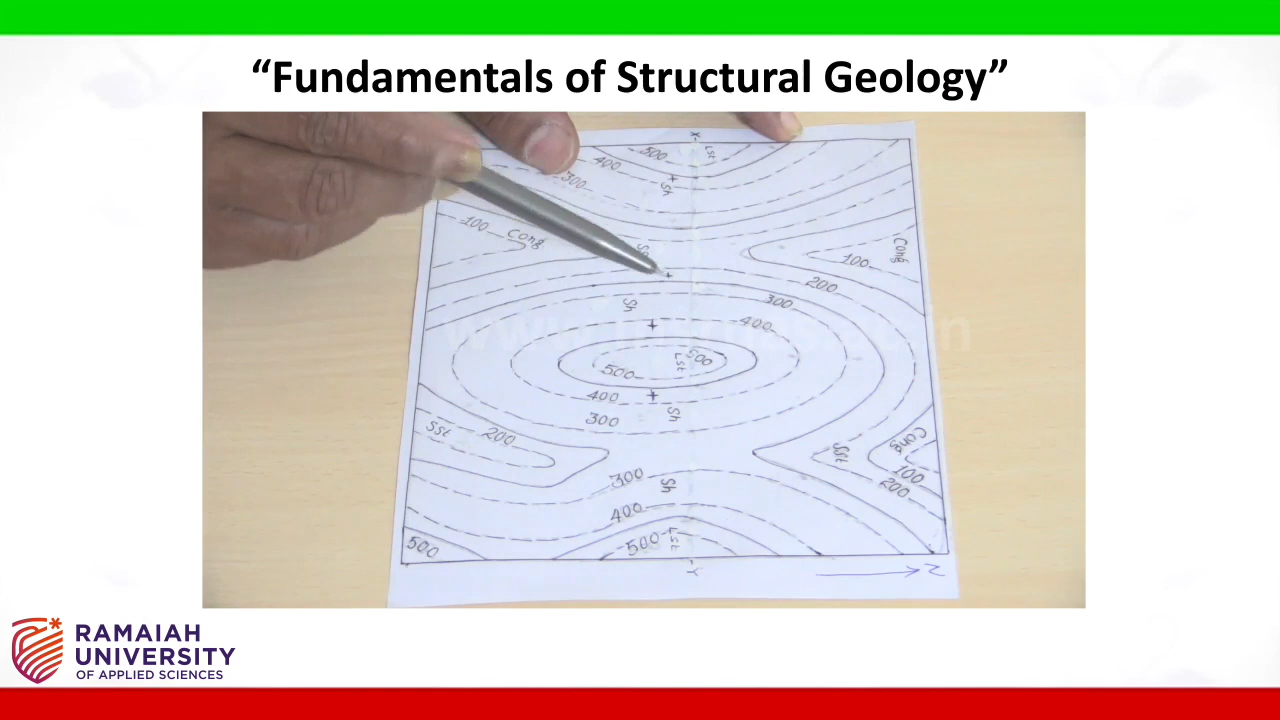 “Fundamentals of Structural Geology”
X-
500
Lst
400
300
Sh
100
Cong
Sh
Cong
100
200
300
Sh
400
500
Lst
500
400
Sh
300
SSt
200
SSt
Cong
100
200
300
Sh
400
500
Lst
500
-Y
N
RAMAIAH
UNIVERSITY
OF APPLIED SCIENCES